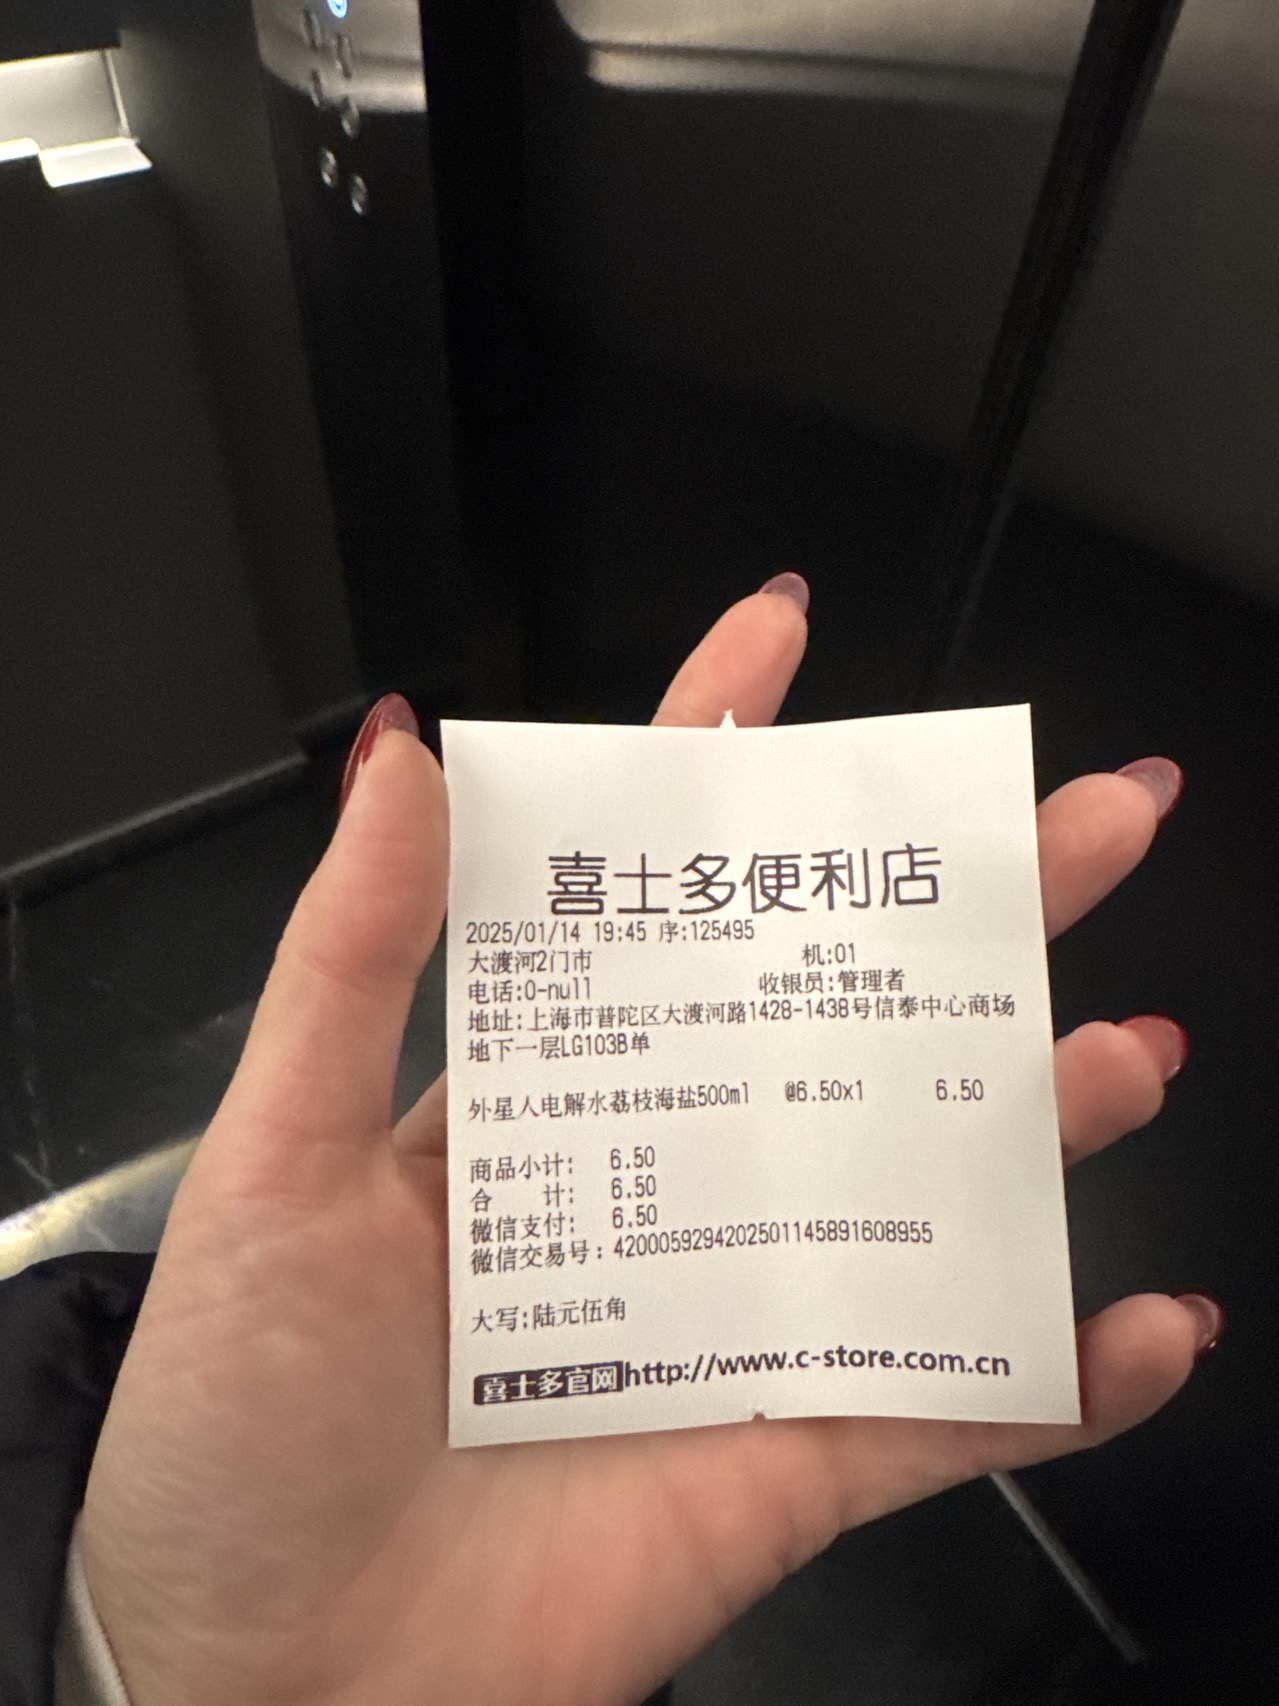 喜士多便利店
2025/01/14 19:45 序:125495
大渡河2门市 机:01
电话:0-null 收银员:管理者
地址:上海市普陀区大渡河路1428-1438号信泰中心商场
地下一层LG103B单
外星人电解水荔枝海盐500ml @6.50x1 6.50
商品小计: 6.50
合 计: 6.50
微信支付: 6.50
微信交易号:4200059294202501145891608955
大写:陆元伍角
喜士多官网http://www.c-store.com.cn